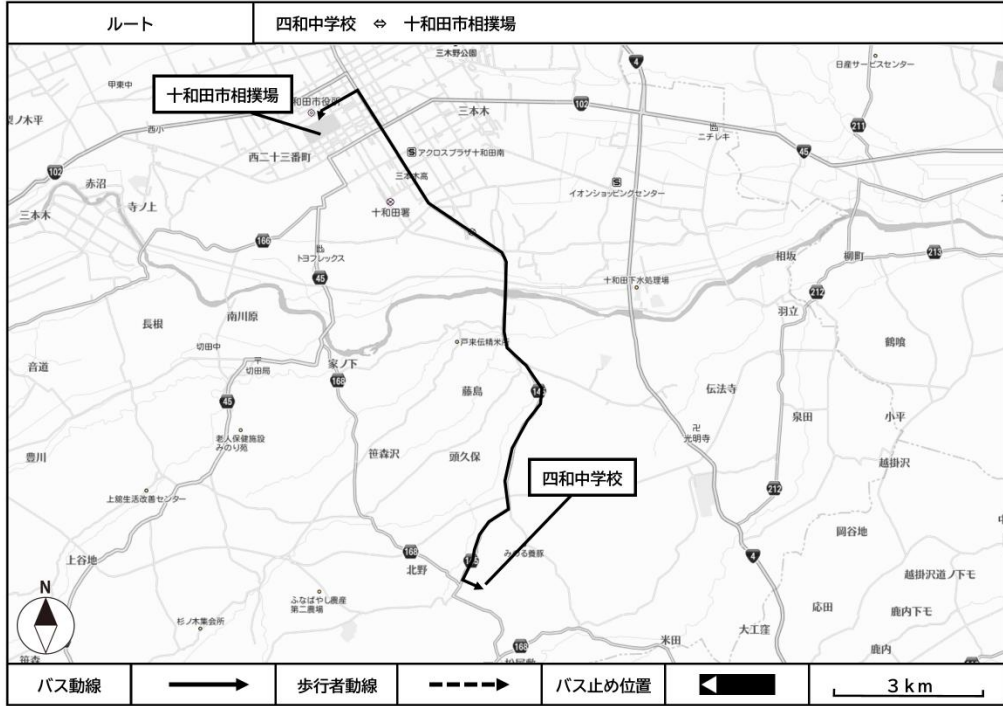 ルート
四和中学校 ⇔ 十和田市相撲場
三木野公園
4
日産サービスセンター
甲東中
十和田市相撲場
和田市役所
三本木
102
ニチレキ
211
梨ノ木平
西小
西二十三番町
アクロスプラザ十和田南
45
102
赤沼
三本木高
イオンショッピングセンター
三本木
寺ノ上
十和田署
166
トヨフレックス
45
相坂
柳町
213
十和田下水処理場
212
羽立
長根
南川原
切田中
戸来伝精米所
鶴喰
音道
切田局
家ノ下
168
藤島
伝法寺
45
泉田
小平
老人保健施設
みのり苑
光明寺
豊川
笹森沢
頭久保
越掛沢
四和中学校
上舘生活改善センター
212
岡谷地
上谷地
168
北野
みのる養豚
4
越掛沢道ノ下モ
N
ふなばやし農産
第二農場
応田
鹿内下モ
杉ノ木集会所
大工窪
米田
168
鹿内
笹森
バス動線
歩行者動線
バス止め位置
3km